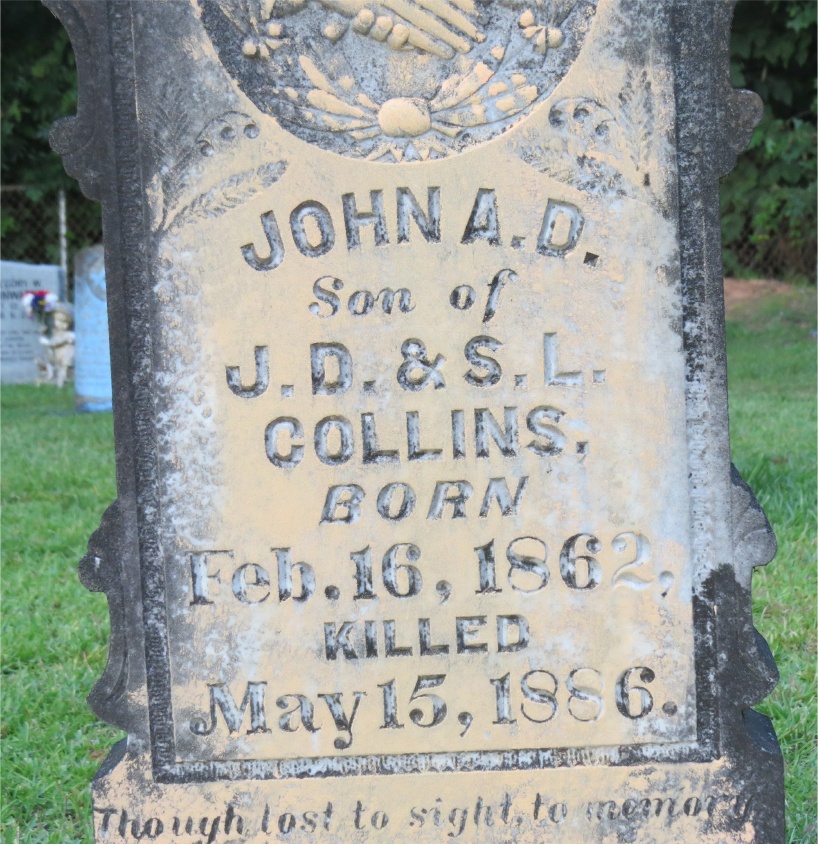 JOHN A.D.
Son of
J.D. & S.L.
COLLINS,
BORN
Feb. 16, 1862,
KILLED
May 15, 1886.
Though lost to sight, to memory